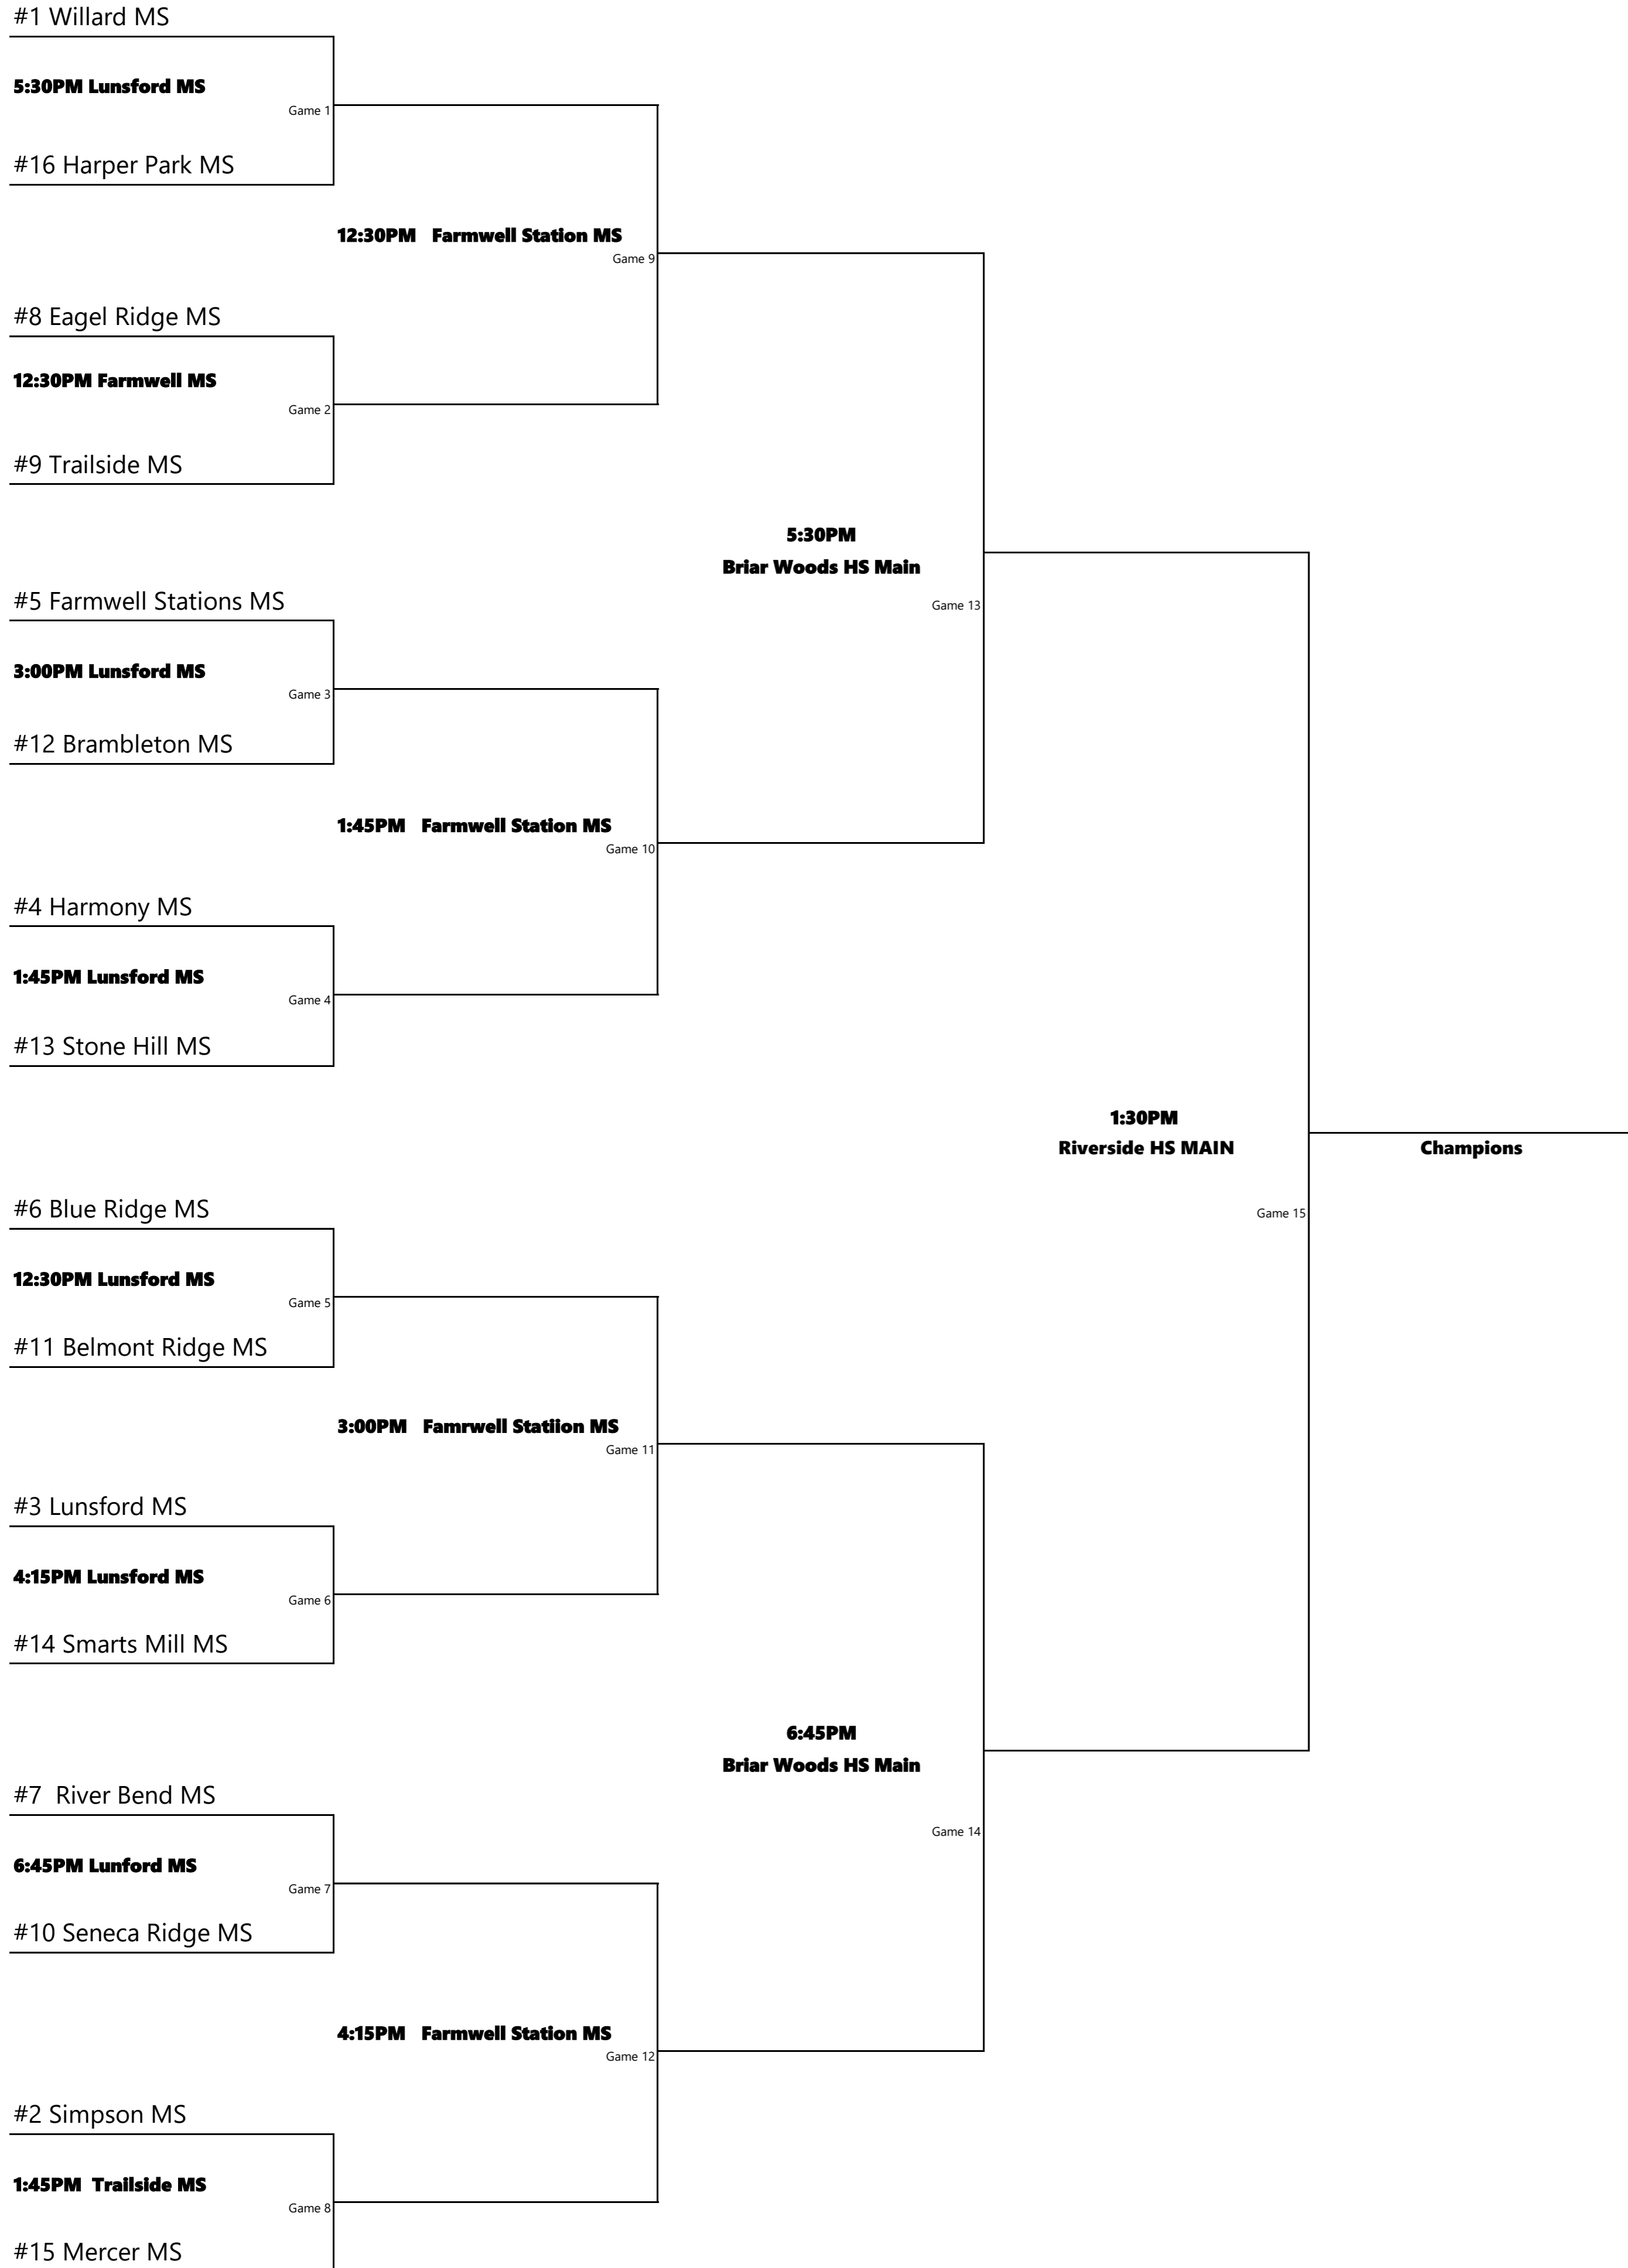 #1 Willard MS
5:30PM Lunsford MS
Game 1
#16 Harper Park MS
12:30PM   Farmwell Station MS
Game 9
#8 Eagel Ridge MS
12:30PM Farmwell MS
Game 2
#9 Trailside MS
5:30PM
Briar Woods HS Main
Game 13
#5 Farmwell Stations MS
3:00PM Lunsford MS
Game 3
#12 Brambleton MS
1:45PM   Farmwell Station MS
Game 10
#4 Harmony MS
1:45PM Lunsford MS
Game 4
#13 Stone Hill MS
1:30PM
Riverside HS MAIN
Champions
Game 15
#6 Blue Ridge MS
12:30PM Lunsford MS
Game 5
#11 Belmont Ridge MS
3:00PM   Famrwell Statiion MS
Game 11
#3 Lunsford MS
4:15PM Lunsford MS
Game 6
#14 Smarts Mill MS
6:45PM
Briar Woods HS Main
Game 14
#7  River Bend MS
6:45PM Lunford MS
Game 7
#10 Seneca Ridge MS
4:15PM   Farmwell Station MS
Game 12
#2 Simpson MS
1:45PM  Trailside MS
Game 8
#15 Mercer MS